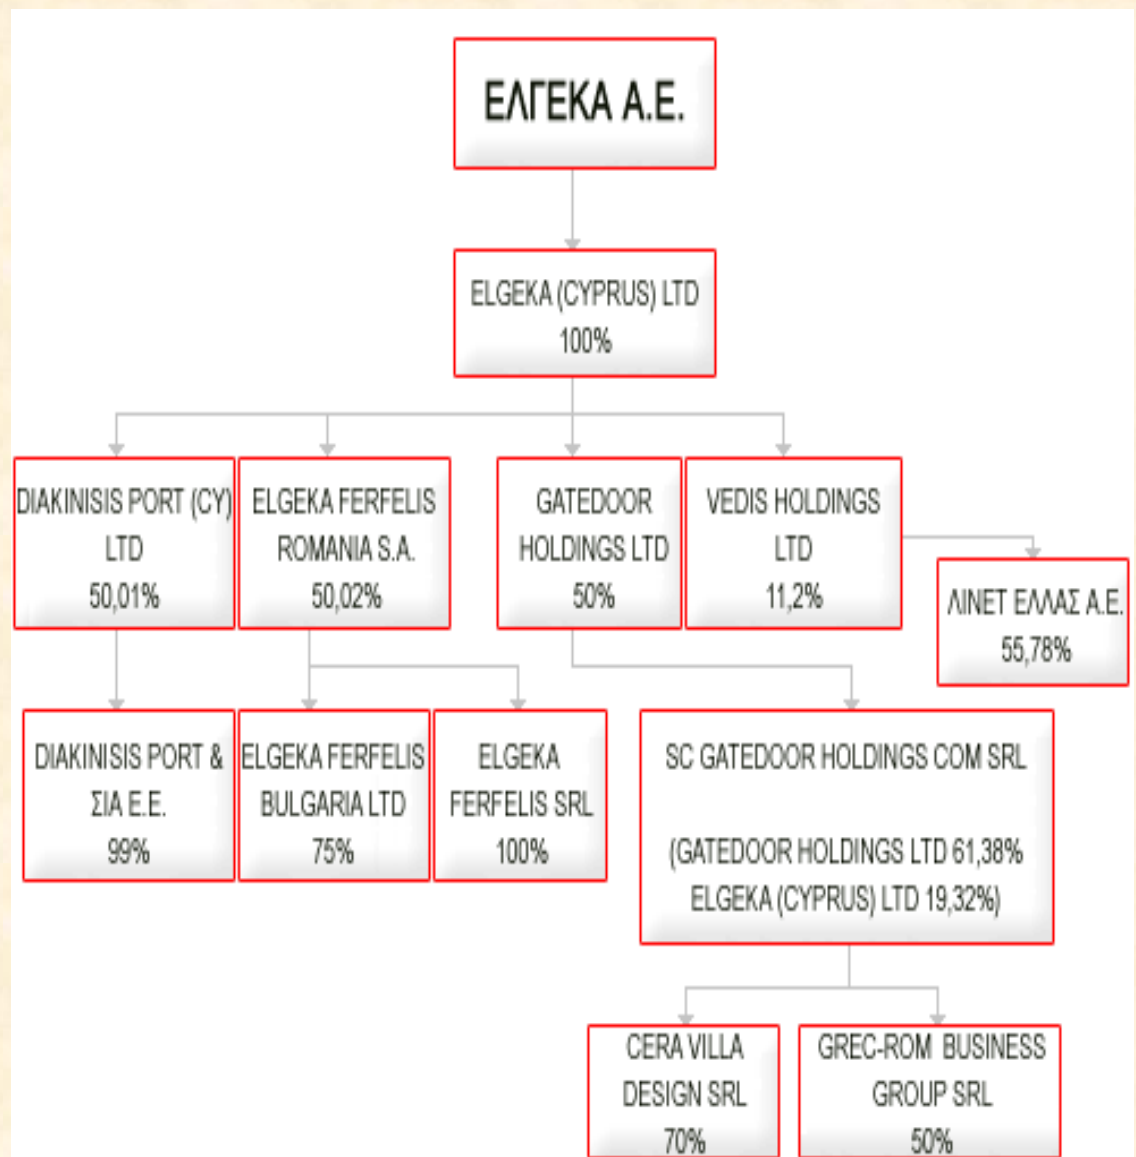 ΕΛΓΕΚΑ Α.Ε.
ELGEKA (CYPRUS) LTD
100%
DIAKINISIS PORT (CY)
LTD
50,01%
ELGEKA FERFELIS
ROMANIA S.A.
50,02%
GATEDOOR
HOLDINGS LTD
50%
VEDIS HOLDINGS
LTD
11,2%
ΛΙΝΕΤ ΕΛΛΑΣ Α.Ε.
55,78%
DIAKINISIS PORT &
ΣΙΑ Ε.Ε.
99%
ELGEKA FERFELIS
BULGARIA LTD
75%
ELGEKA
FERFELIS SRL
100%
SC GATEDOOR HOLDINGS COM SRL
(GATEDOOR HOLDINGS LTD 61,38%
ELGEKA (CYPRUS) LTD 19,32%)
CERA VILLA
DESIGN SRL
70%
GREC-ROM BUSINESS
GROUP SRL
50%